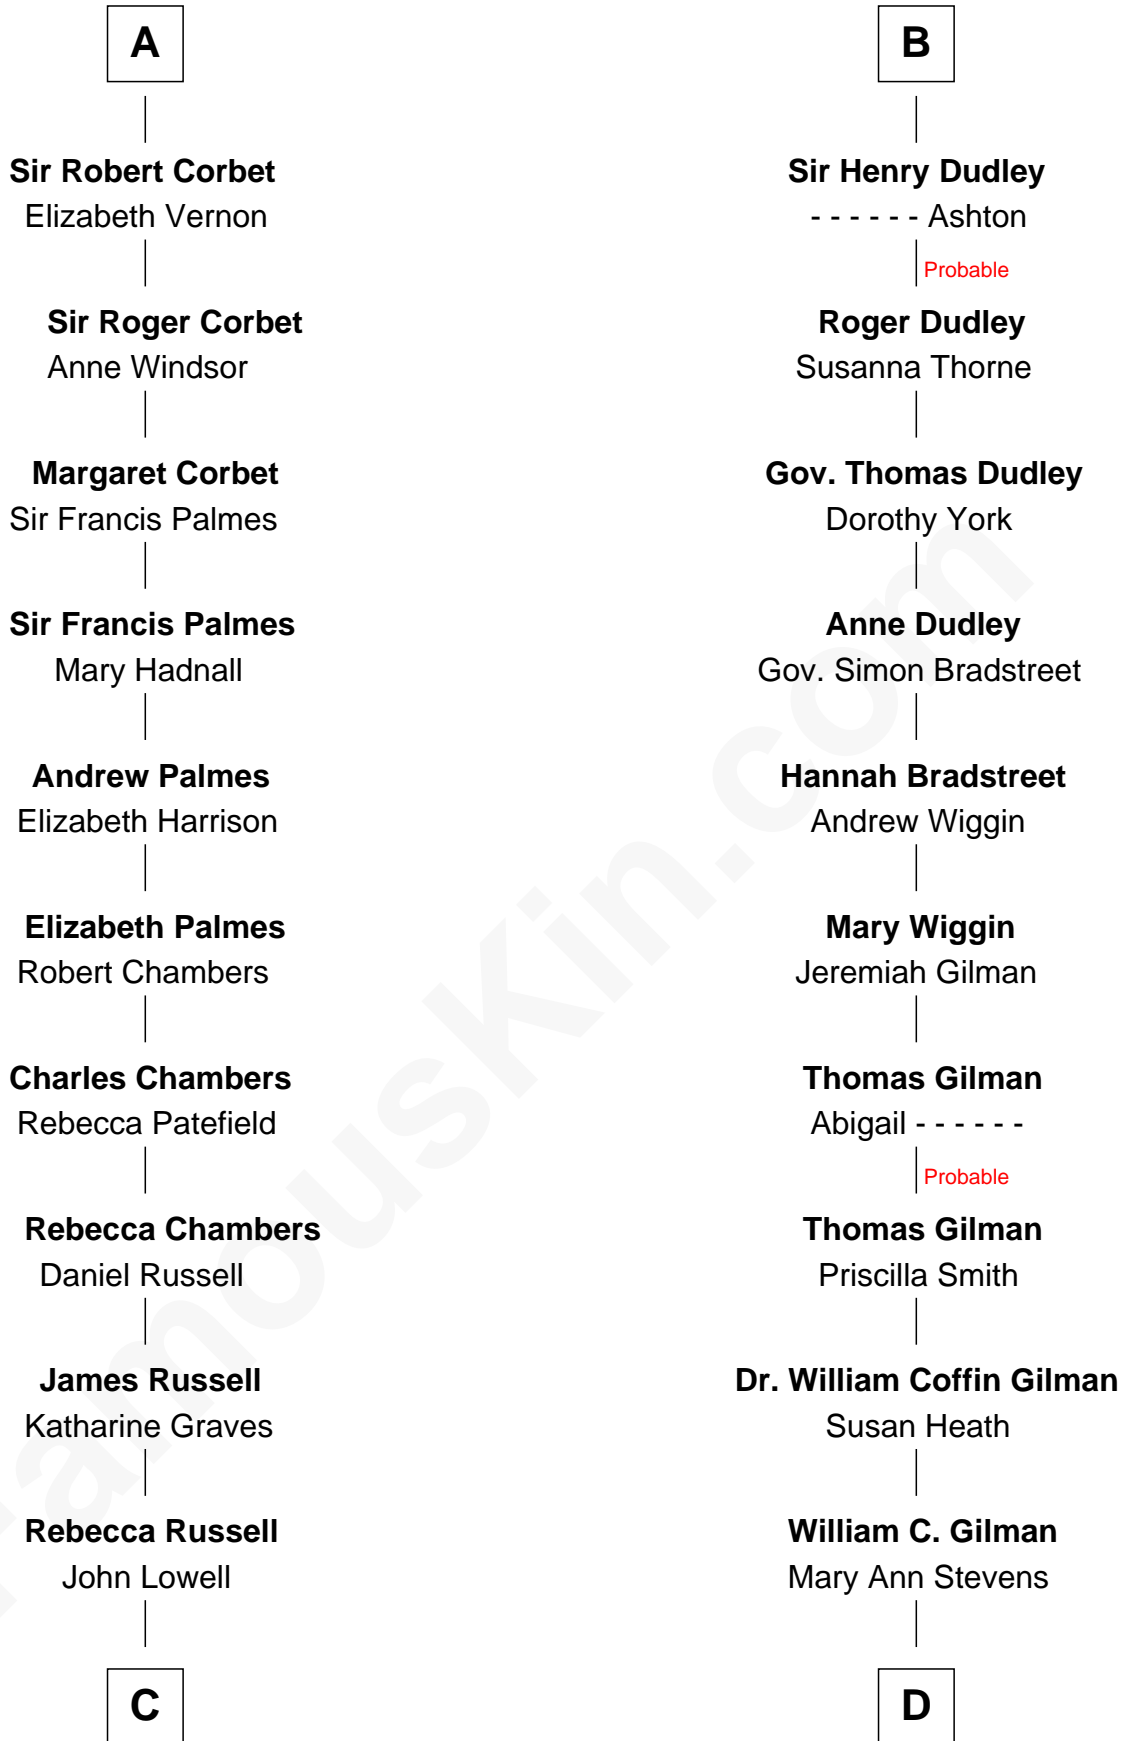 A
Sir Robert Corbet
Elizabeth Vernon
Sir Roger Corbet
Anne Windsor
Margaret Corbet
Sir Francis Palmes
Sir Francis Palmes
Mary Hadnall
Andrew Palmes
Elizabeth Harrison
Elizabeth Palmes
Robert Chambers
Charles Chambers
Rebecca Patefield
Rebecca Chambers
Daniel Russell
James Russell
Katharine Graves
Rebecca Russell
John Lowell
C
B
Sir Henry Dudley
- - - - - - Ashton
Probable
Roger Dudley
Susanna Thorne
Gov. Thomas Dudley
Dorothy York
Anne Dudley
Gov. Simon Bradstreet
Hannah Bradstreet
Andrew Wiggin
Mary Wiggin
Jeremiah Gilman
Thomas Gilman
Abigail - - - - - -
Probable
Thomas Gilman
Priscilla Smith
Dr. William Coffin Gilman
Susan Heath
William C. Gilman
Mary Ann Stevens
D
FamousKin.com